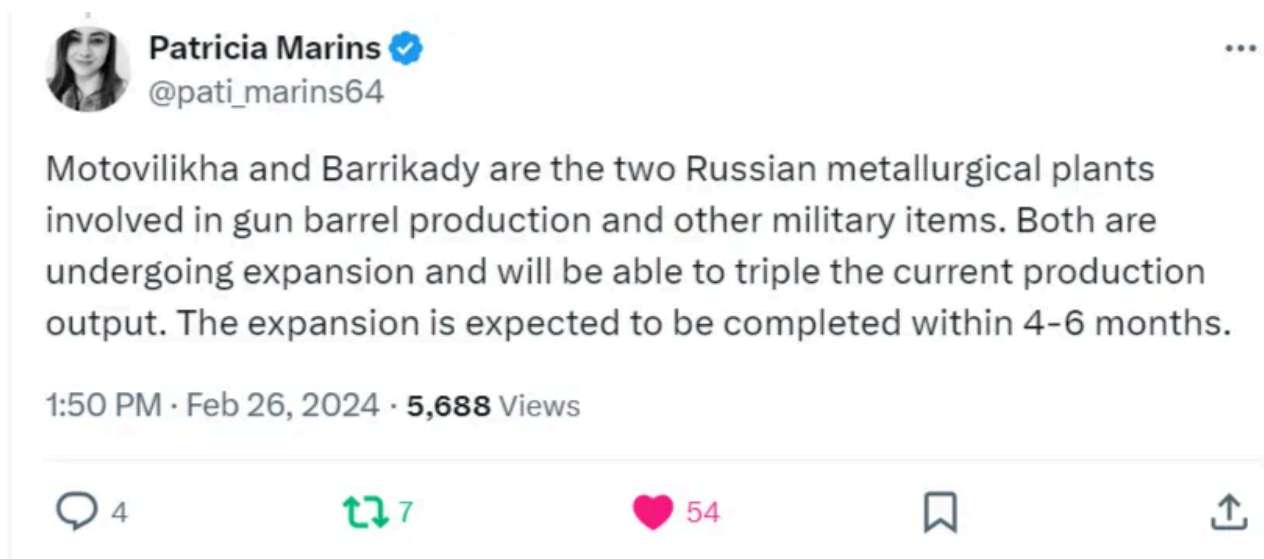 Patricia Marins
@pati_marins64
Motovilikha and Barrikady are the two Russian metallurgical plants
involved in gun barrel production and other military items. Both are
undergoing expansion and will be able to triple the current production
output. The expansion is expected to be completed within 4-6 months.
1:50 PM · Feb 26, 2024 · 5,688 Views
4 7 54